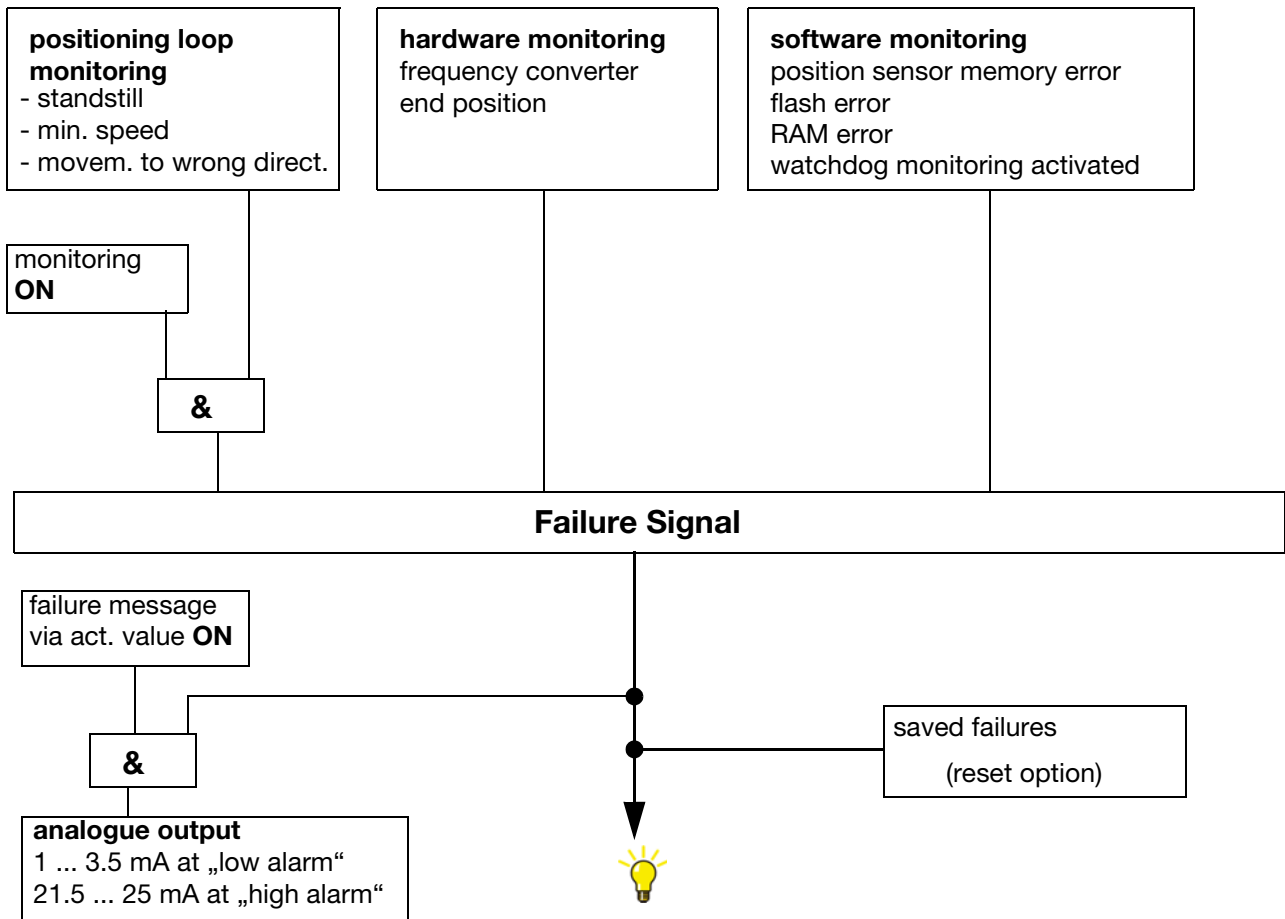 positioning loop
monitoring
- standstill
- min. speed
- movem. to wrong direct.
hardware monitoring
frequency converter
end position
software monitoring
position sensor memory error
flash error
RAM error
watchdog monitoring activated
monitoring
ON
&
Failure Signal
failure message
via act. value ON
&
saved failures
(reset option)
analogue output
1 ... 3.5 mA at „low alarm“
21.5 ... 25 mA at „high alarm“